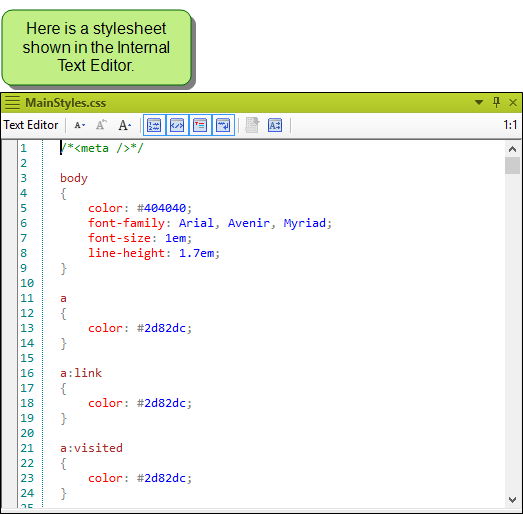 Here is a stylesheet
shown in the Internal
Text Editor.
MainStyles.css
Text Editor A A A 1:1
1 /*<meta />*/
2
3 body
4 {
5 color: #404040;
6 font-family: Arial, Avenir, Myriad;
7 font-size: 1em;
8 line-height: 1.7em;
9 }
10
11 a
12 {
13 color: #2d82dc;
14 }
15
16 a:link
17 {
18 color: #2d82dc;
19 }
20
21 a:visited
22 {
23 color: #2d82dc;
24 }
25